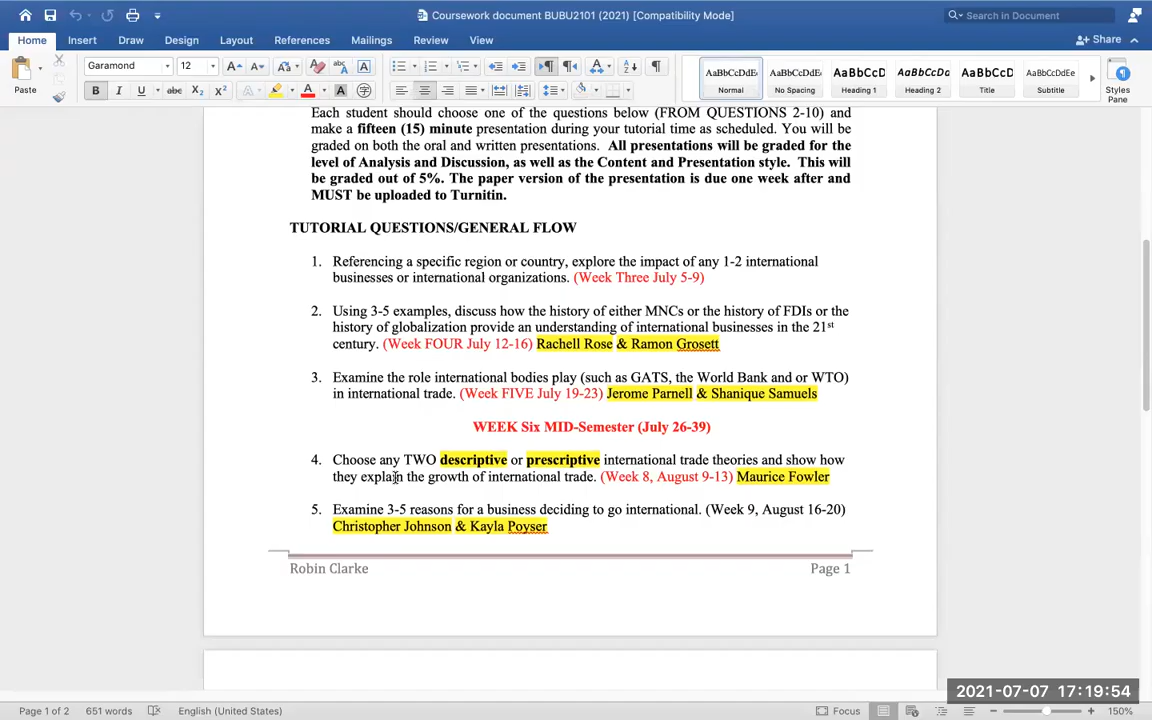 Coursework document BUBU2101 (2021) [Compatibility Mode]
Search in Document
Home Insert Draw Design Layout References Mailings Review View
Share
Paste
Garamond 12
AaBbCcDdE AaBbCcDdE AaBbCcD AaBbCcDd AaBbCcD AaBbCcDdEe
Normal No Spacing Heading 1 Heading 2 Title Subtitle
Styles Pane
Each student should choose one of the questions below (FROM QUESTIONS 2-10) and
make a fifteen (15) minute presentation during your tutorial time as scheduled. You will be
graded on both the oral and written presentations. All presentations will be graded for the
level of Analysis and Discussion, as well as the Content and Presentation style. This will
be graded out of 5%. The paper version of the presentation is due one week after and
MUST be uploaded to Turnitin.
TUTORIAL QUESTIONS/GENERAL FLOW
1. Referencing a specific region or country, explore the impact of any 1-2 international
businesses or international organizations. (Week Three July 5-9)
2. Using 3-5 examples, discuss how the history of either MNCs or the history of FDIs or the
history of globalization provide an understanding of international businesses in the 21st
century. (Week FOUR July 12-16) Rachell Rose & Ramon Grosett
3. Examine the role international bodies play (such as GATS, the World Bank and or WTO)
in international trade. (Week FIVE July 19-23) Jerome Parnell & Shanique Samuels
WEEK Six MID-Semester (July 26-39)
4. Choose any TWO descriptive or prescriptive international trade theories and show how
they explain the growth of international trade. (Week 8, August 9-13) Maurice Fowler
5. Examine 3-5 reasons for a business deciding to go international. (Week 9, August 16-20)
Christopher Johnson & Kayla Poyser
Robin Clarke Page 1
2021-07-07 17:19:54
Page 1 of 2 651 words English (United States) Focus 150%